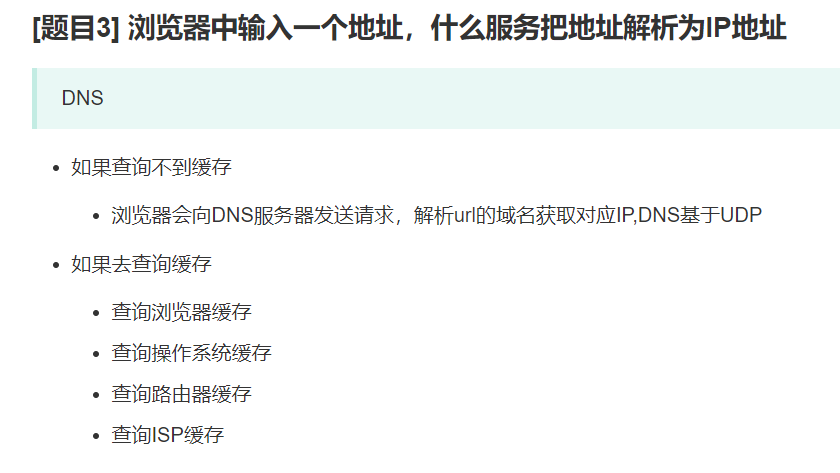 [题目3] 浏览器中输入一个地址，什么服务把地址解析为IP地址
DNS
如果查询不到缓存
浏览器会向DNS服务器发送请求，解析url的域名获取对应IP,DNS基于UDP
如果去查询缓存
查询浏览器缓存
查询操作系统缓存
查询路由器缓存
查询ISP缓存